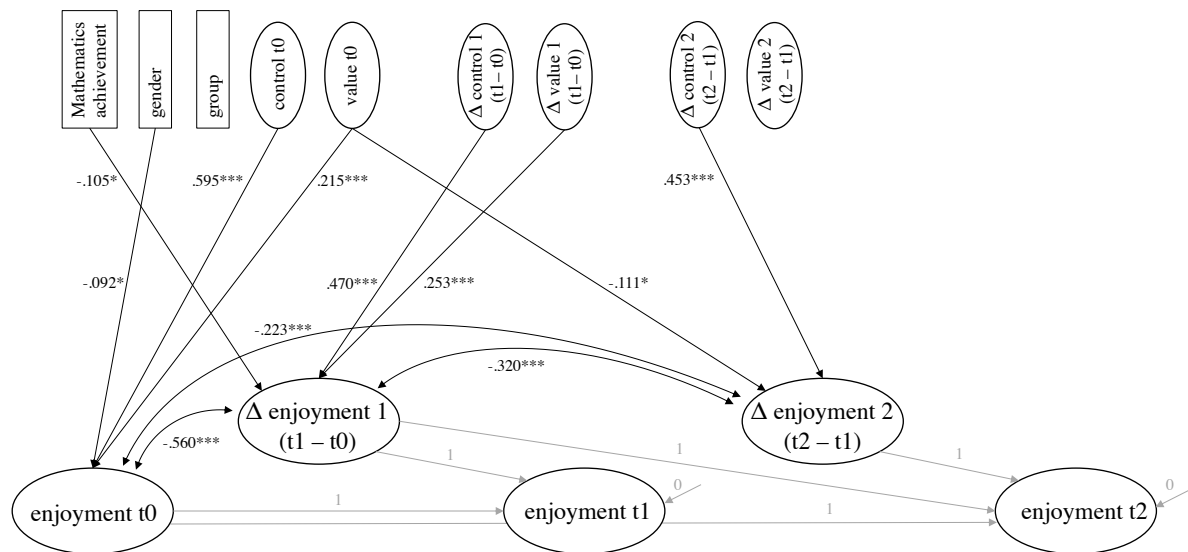 Mathematics
achievement
gender
group
control t0
value t0
Δ control 1
(t1– t0)
Δ value 1
(t1– t0)
Δ control 2
(t2 – t1)
Δ value 2
(t2 – t1)
-.105*
.595***
.215***
.453***
-.092*
.470***
.253***
-.111*
-.223***
-.320***
Δ enjoyment 1
(t1 – t0)
Δ enjoyment 2
(t2 – t1)
-.560***
1
1
1
0
0
enjoyment t0
1
enjoyment t1
1
enjoyment t2